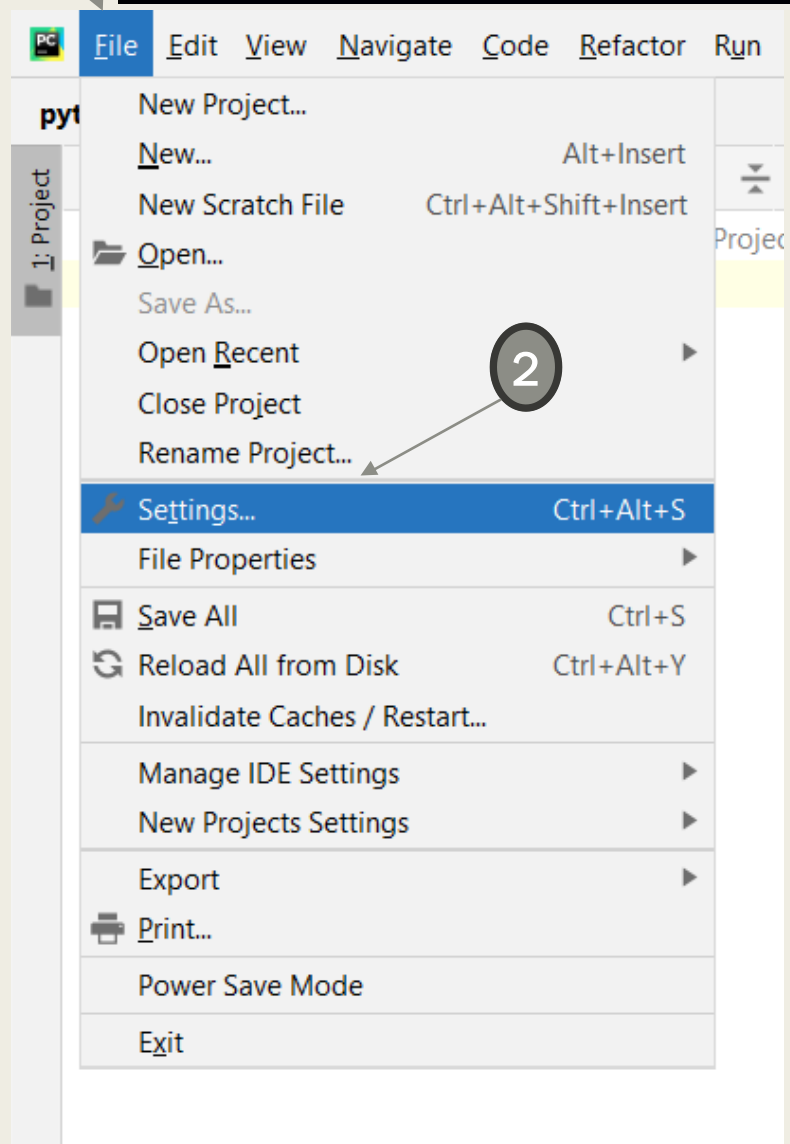 PC File Edit View Navigate Code Refactor Run
pyt
1: Project
New Project...
New... Alt+Insert
New Scratch File Ctrl+Alt+Shift+Insert
Projec
Open...
Save As...
Open Recent
2
Close Project
Rename Project...
Settings... Ctrl+Alt+S
File Properties
Save All Ctrl+S
Reload All from Disk Ctrl+Alt+Y
Invalidate Caches / Restart...
Manage IDE Settings
New Projects Settings
Export
Print...
Power Save Mode
Exit